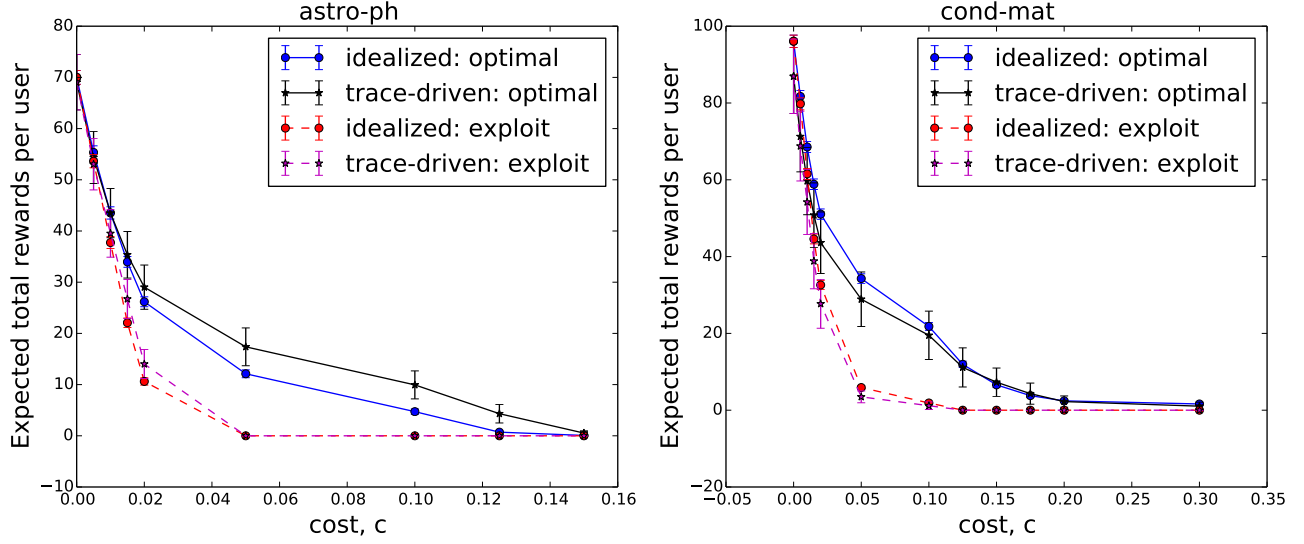 astro-ph
80
70
60
50
40
30
20
10
0
−10
Expected total rewards per user
idealized: optimal
trace-driven: optimal
idealized: exploit
trace-driven: exploit
0.00 0.02 0.04 0.06 0.08 0.10 0.12 0.14 0.16
cost, c
cond-mat
100
80
60
40
20
0
−20
Expected total rewards per user
idealized: optimal
trace-driven: optimal
idealized: exploit
trace-driven: exploit
−0.05 0.00 0.05 0.10 0.15 0.20 0.25 0.30 0.35
cost, c